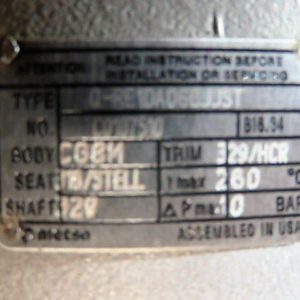 ATTENTION: READ INSTRUCTION BEFORE
INSTALLATION OR SERVICING
TYPE
NO. B16.34
BODY CG8M TRIM 329/HCR
SEAT /STELL t max 260 °C
SHAFT Δ P max 10 BAR
metso ASSEMBLED IN USA